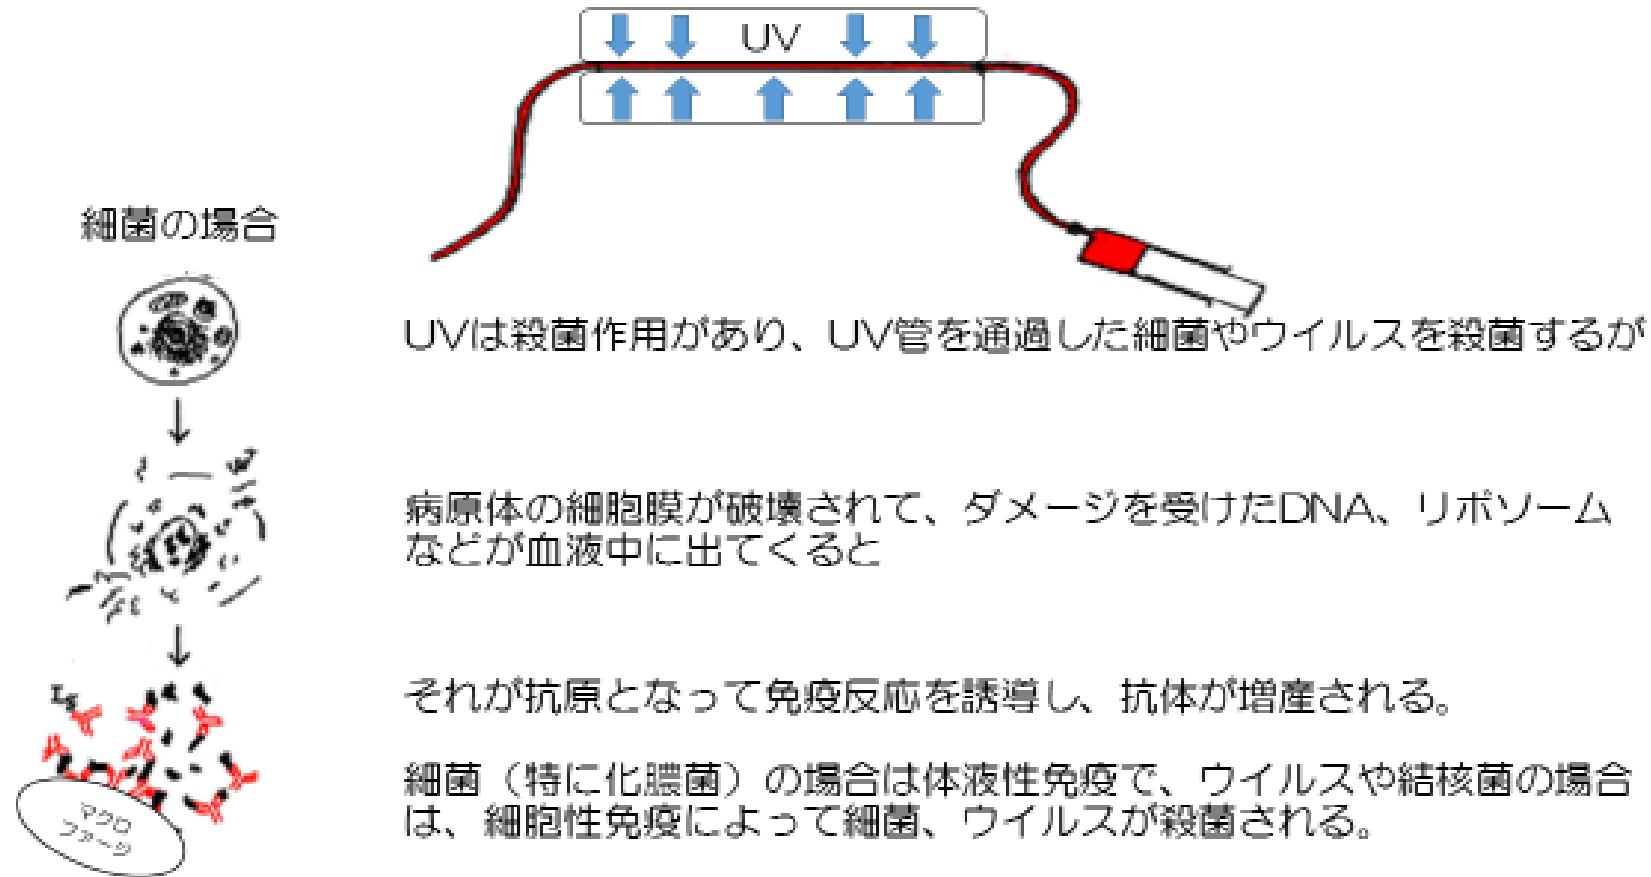 UV
細菌の場合
UVは殺菌作用があり、UV管を通過した細菌やウイルスを殺菌するが
病原体の細胞膜が破壊されて、ダメージを受けたDNA、リボソーム
などが血液中に出てくると
それが抗原となって免疫反応を誘導し、抗体が増産される。
細菌（特に化膿菌）の場合は体液性免疫で、ウイルスや結核菌の場合
は、細胞性免疫によって細菌、ウイルスが殺菌される。
Ig
マクロ
ファージ